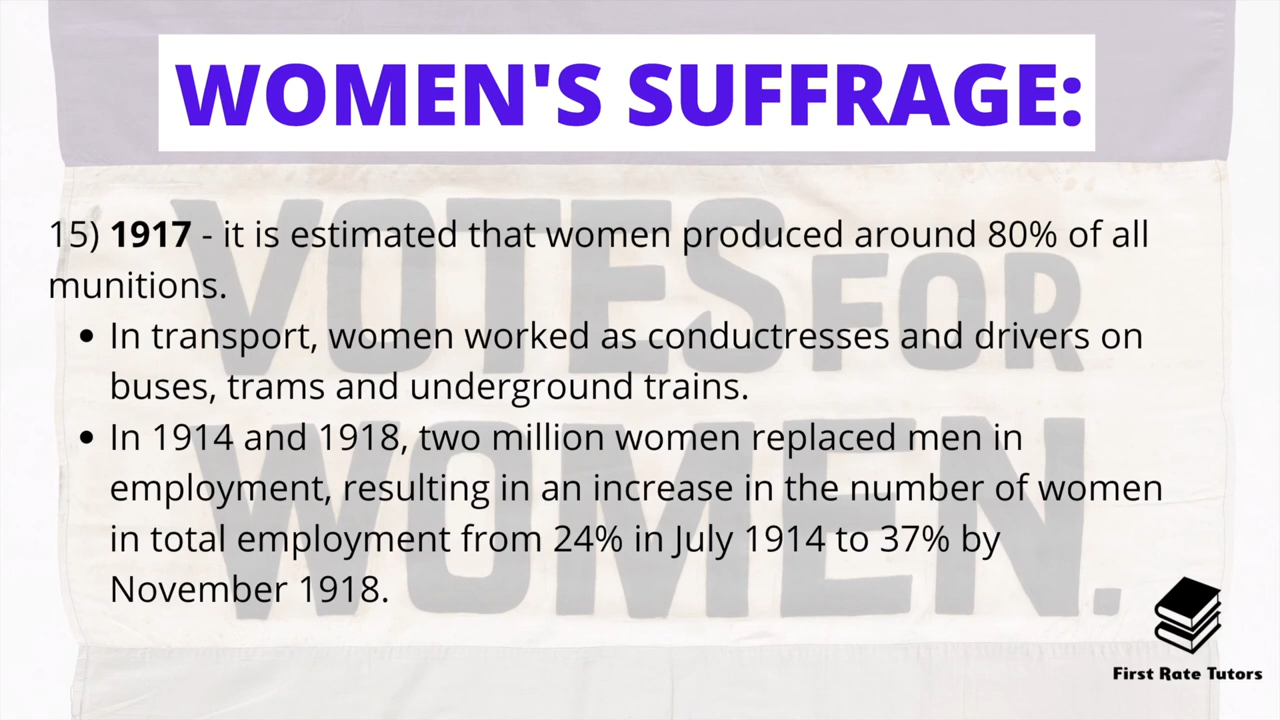 WOMEN'S SUFFRAGE:
VOTES FOR
WOMEN.
15) 1917 - it is estimated that women produced around 80% of all
munitions.
• In transport, women worked as conductresses and drivers on
buses, trams and underground trains.
• In 1914 and 1918, two million women replaced men in
employment, resulting in an increase in the number of women
in total employment from 24% in July 1914 to 37% by
November 1918.
First Rate Tutors